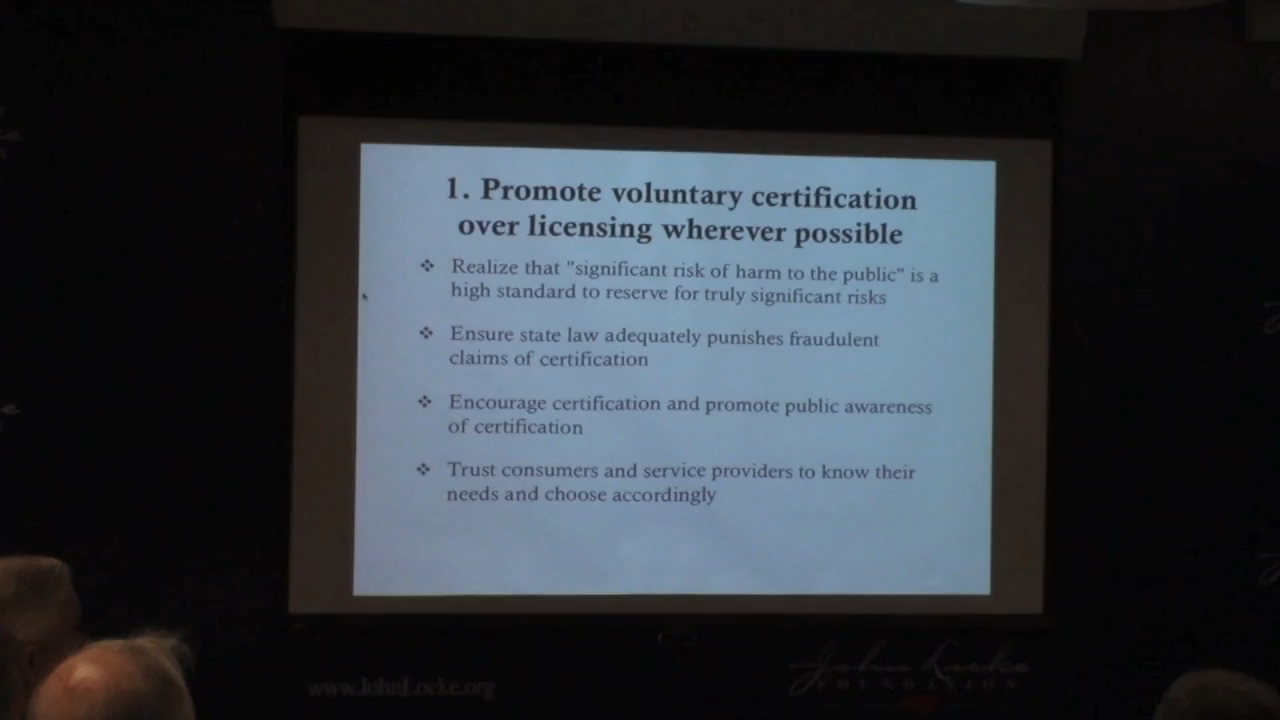 1. Promote voluntary certification
over licensing wherever possible
❖ Realize that "significant risk of harm to the public" is a
high standard to reserve for truly significant risks
❖ Ensure state law adequately punishes fraudulent
claims of certification
❖ Encourage certification and promote public awareness
of certification
❖ Trust consumers and service providers to know their
needs and choose accordingly
www.JohnLocke.org
John Locke
FOUNDATION